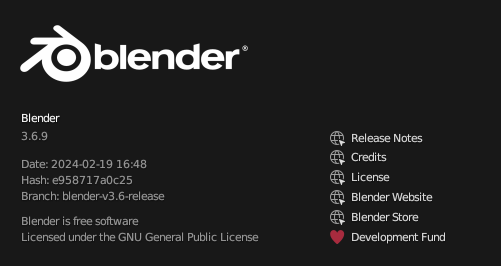 blender®
Blender
3.6.9
Date: 2024-02-19 16:48
Hash: e958717a0c25
Branch: blender-v3.6-release
Blender is free software
Licensed under the GNU General Public License
Release Notes
Credits
License
Blender Website
Blender Store
Development Fund